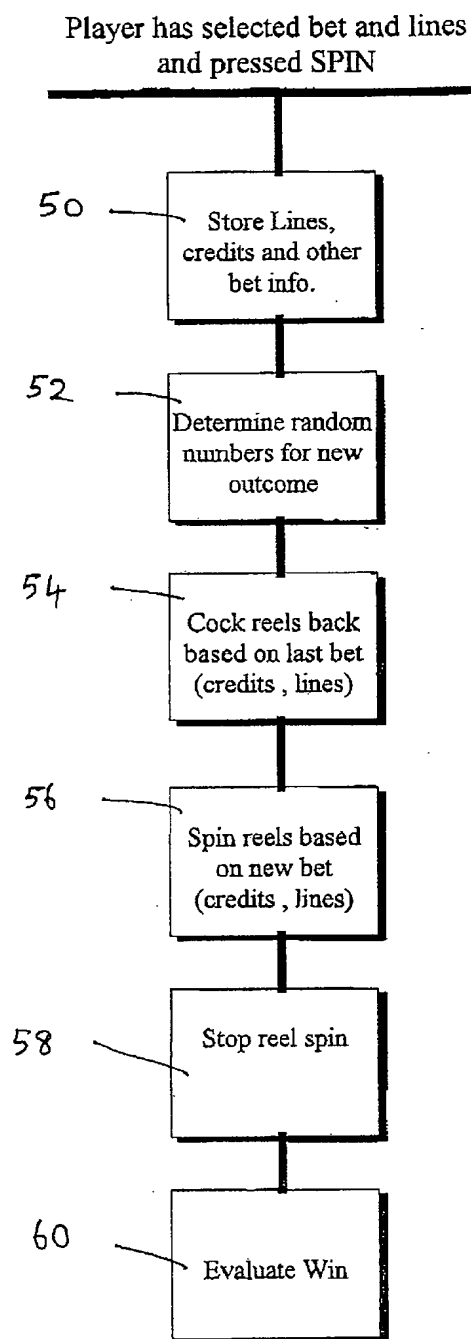 Player has selected bet and lines
and pressed SPIN
50
Store Lines,
credits and other
bet info.
52
Determine random
numbers for new
outcome
54
Cock reels back
based on last bet
(credits , lines)
56
Spin reels based
on new bet
(credits , lines)
58
Stop reel spin
60
Evaluate Win